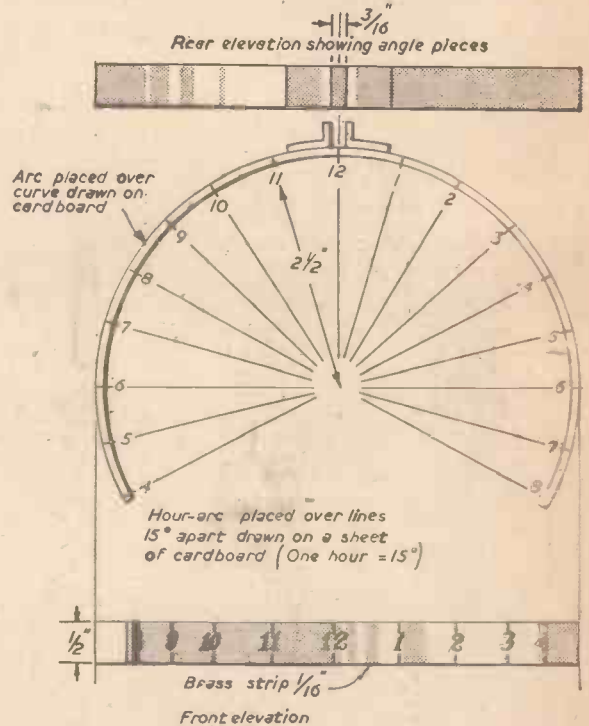 3/16"
Rear elevation showing angle pieces
Arc placed over
curve drawn on
cardboard
12
11
1
10
2
9
3
8
4
7
5
6
6
5
7
4
8
2 1/2"
Hour-arc placed over lines
15° apart drawn on a sheet
of cardboard (One hour = 15°)
1/2"
9 10 11 12 1 2 3 4
Brass strip 1/16"
Front elevation